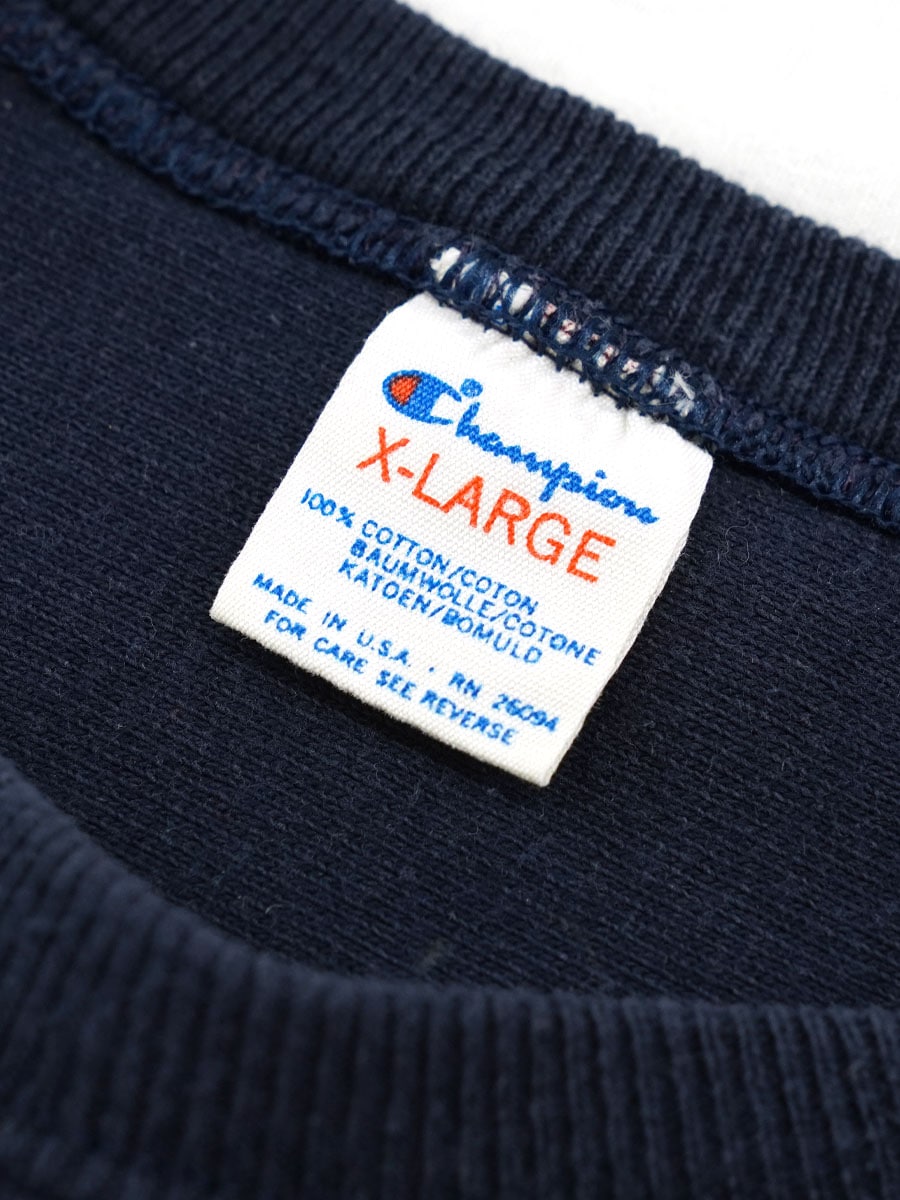 Champion
X-LARGE
100% COTTON/COTON
BAUMWOLLE/COTONE
KATOEN/BOMULD
MADE IN U.S.A. · RN 26094
FOR CARE SEE REVERSE